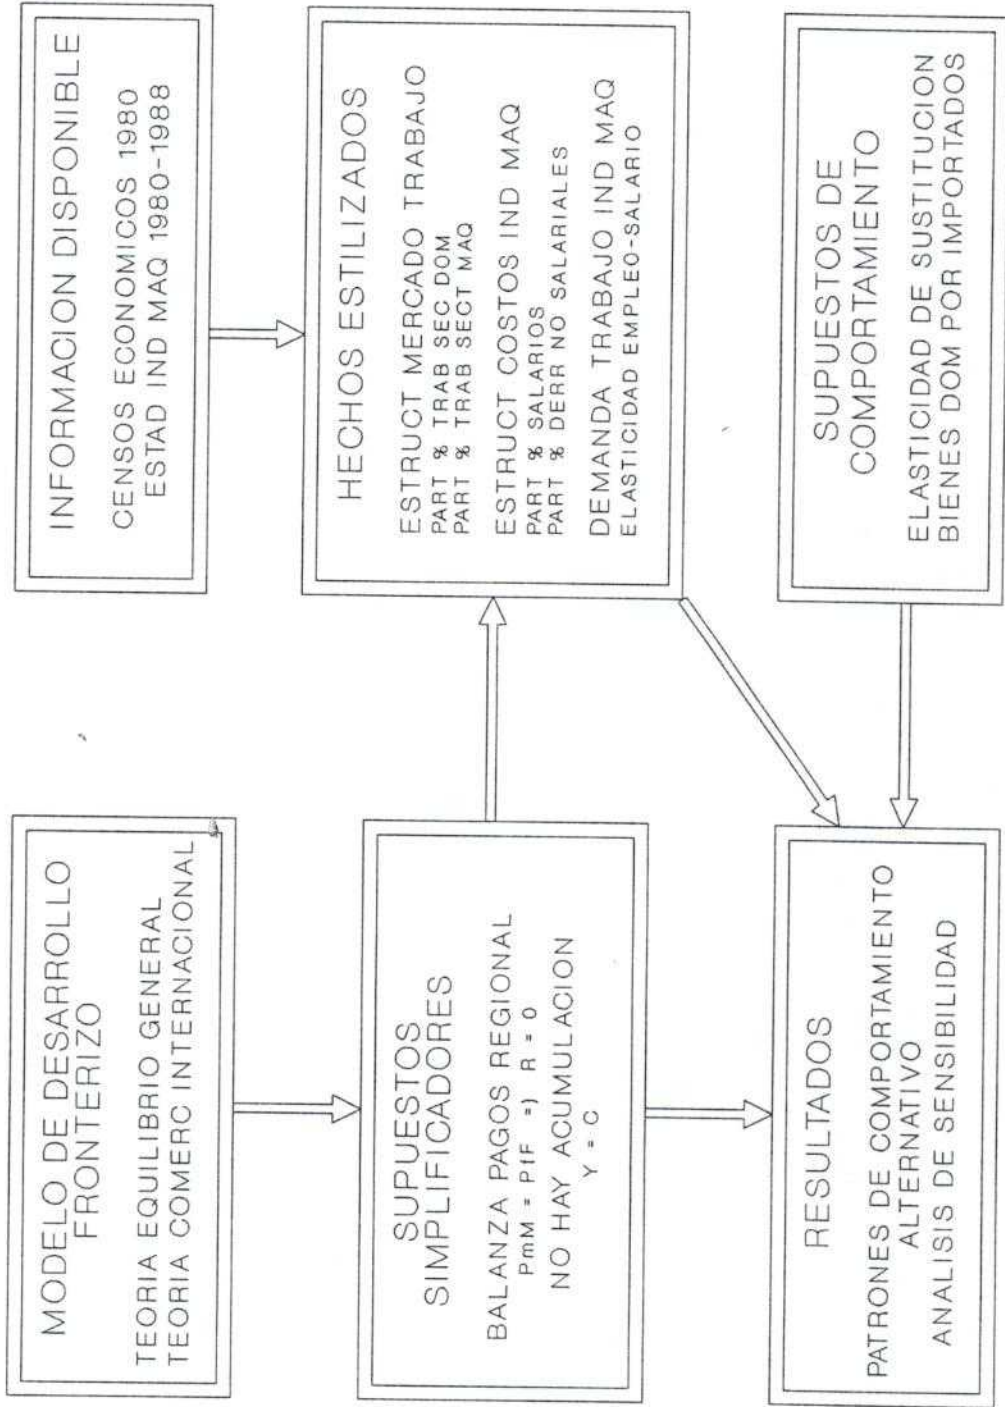 MODELO DE DESARROLLO
FRONTERIZO
TEORIA EQUILIBRIO GENERAL
TEORIA COMERC INTERNACIONAL
INFORMACION DISPONIBLE
CENSOS ECONOMICOS 1980
ESTAD IND MAQ 1980-1988
SUPUESTOS
SIMPLIFICADORES
BALANZA PAGOS REGIONAL
PmM = PfF =) R = 0
NO HAY ACUMULACION
Y = C
HECHOS ESTILIZADOS
ESTRUCT MERCADO TRABAJO
PART % TRAB SEC DOM
PART % TRAB SECT MAQ
ESTRUCT COSTOS IND MAQ
PART % SALARIOS
PART % DERR NO SALARIALES
DEMANDA TRABAJO IND MAQ
ELASTICIDAD EMPLEO-SALARIO
RESULTADOS
PATRONES DE COMPORTAMIENTO
ALTERNATIVO
ANALISIS DE SENSIBILIDAD
SUPUESTOS DE
COMPORTAMIENTO
ELASTICIDAD DE SUSTITUCION
BIENES DOM POR IMPORTADOS